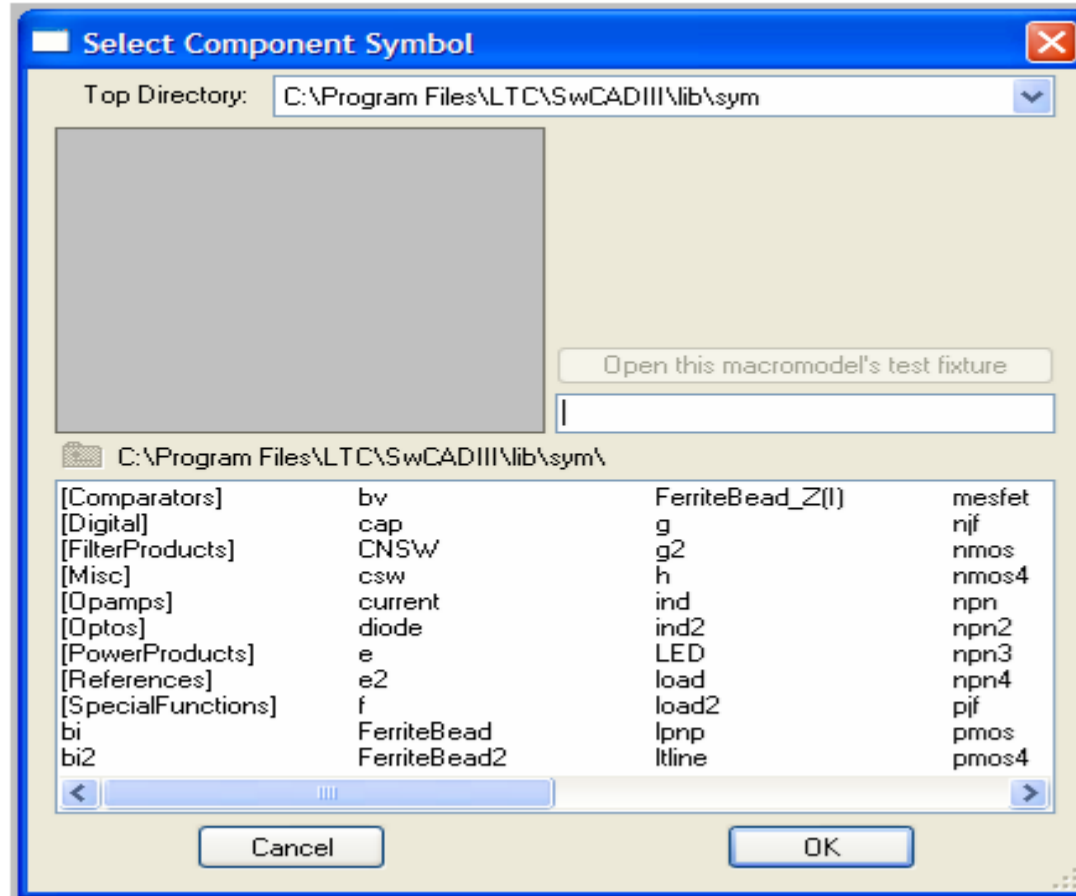 Select Component Symbol
Top Directory: C:\Program Files\LTC\SwCADIII\lib\sym
Open this macromodel's test fixture
C:\Program Files\LTC\SwCADIII\lib\sym\
[Comparators] bv FerriteBead_Z(I) mesfet
[Digital] cap g njf
[FilterProducts] CNSW g2 nmos
[Misc] csw h nmos4
[Opamps] current ind npn
[Optos] diode ind2 npn2
[PowerProducts] e LED npn3
[References] e2 load npn4
[SpecialFunctions] f load2 pjf
bi FerriteBead lpnp pmos
bi2 FerriteBead2 ltline pmos4
Cancel OK